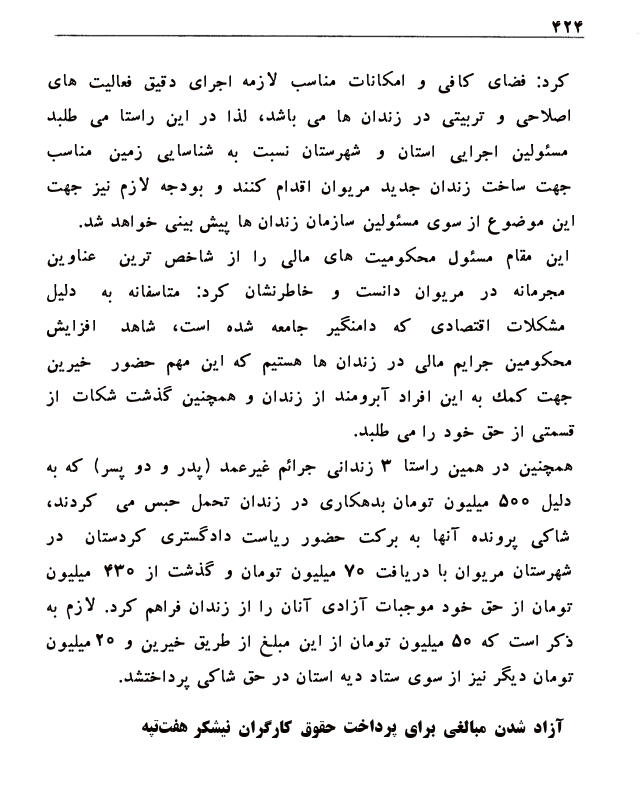 ۴۲۴
کرد: فضای کافی و امکانات مناسب لازمه اجرای دقیق فعالیت های
اصلاحی و تربیتی در زندان ها می باشد، لذا در این راستا می طلبد
مسئولین اجرایی استان و شهرستان نسبت به شناسایی زمین مناسب
جهت ساخت زندان جدید مریوان اقدام کنند و بودجه لازم نیز جهت
این موضوع از سوی مسئولین سازمان زندان ها پیش بینی خواهد شد.
این مقام مسئول محکومیت های مالی را از شاخص ترین عناوین
مجرمانه در مریوان دانست و خاطرنشان کرد: متاسفانه به دلیل
مشکلات اقتصادی که دامنگیر جامعه شده است، شاهد افزایش
محکومین جرایم مالی در زندان ها هستیم که این مهم حضور خیرین
جهت کمك به این افراد آبرومند از زندان و همچنین گذشت شکات از
قسمتی از حق خود را می طلبد.
همچنین در همین راستا ۳ زندانی جرائم غیرعمد (پدر و دو پسر) که به
دلیل ۵۰۰ میلیون تومان بدهکاری در زندان تحمل حبس می کردند،
شاکی پرونده آنها به برکت حضور ریاست دادگستری کردستان در
شهرستان مریوان با دریافت ۷۰ میلیون تومان و گذشت از ۴۳۰ میلیون
تومان از حق خود موجبات آزادی آنان را از زندان فراهم کرد. لازم به
ذکر است که ۵۰ میلیون تومان از این مبلغ از طریق خیرین و ۲۰ میلیون
تومان دیگر نیز از سوی ستاد دیه استان در حق شاکی پرداختشد.
آزاد شدن مبالغی برای پرداخت حقوق کارگران نیشکر هفت‌تپه